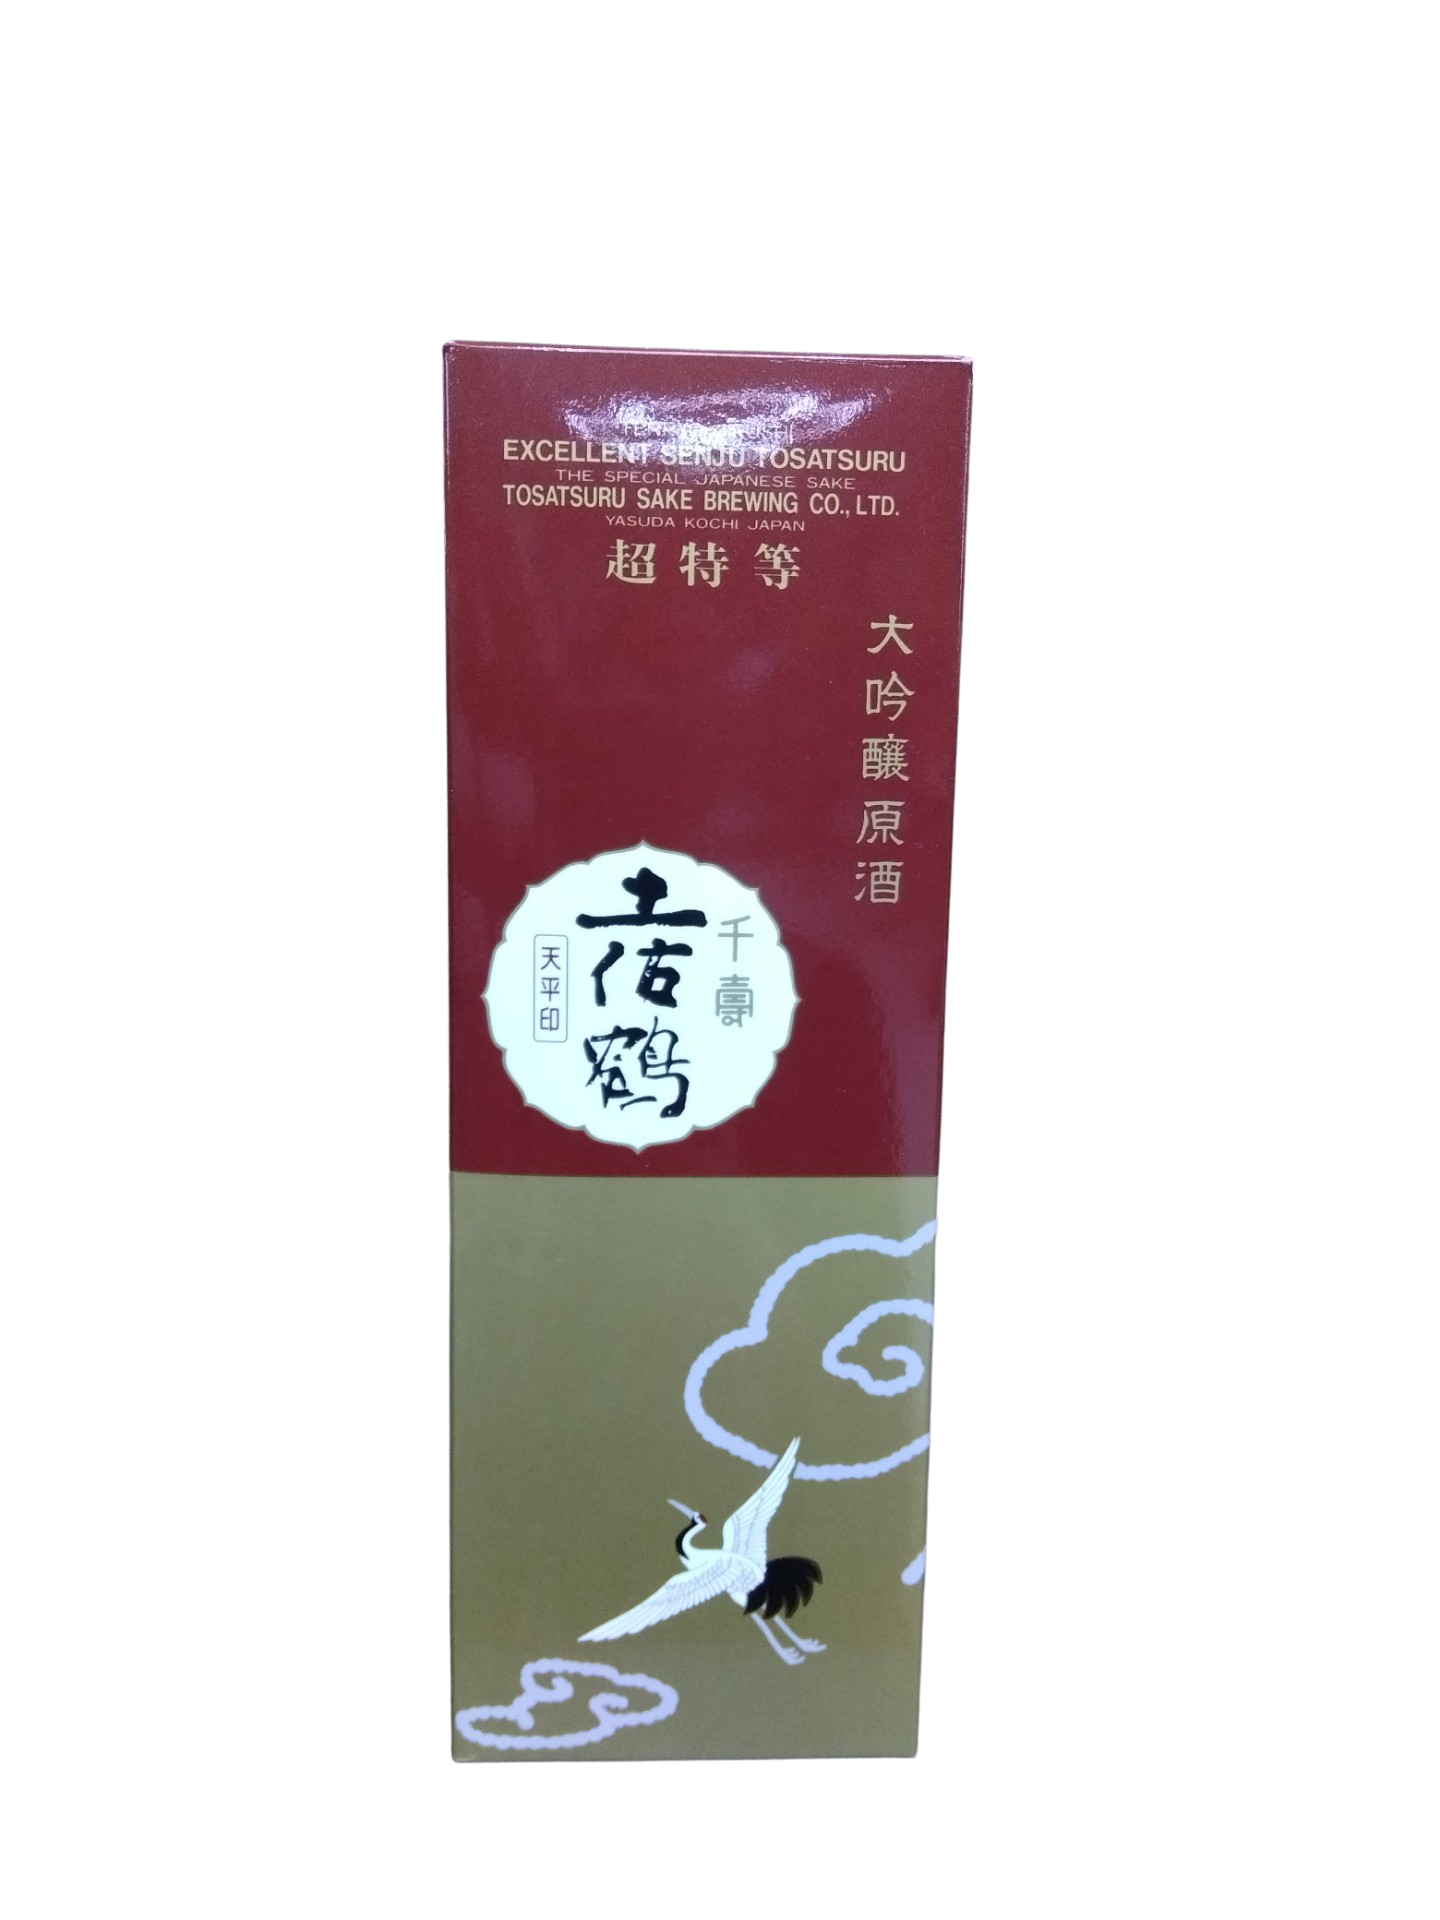 EXCELLENT SENJU TOSATSURU
THE SPECIAL JAPANESE SAKE
TOSATSURU SAKE BREWING CO., LTD.
YASUDA KOCHI JAPAN
超特等
大吟醸原酒
千壽
土佐鶴
天平印